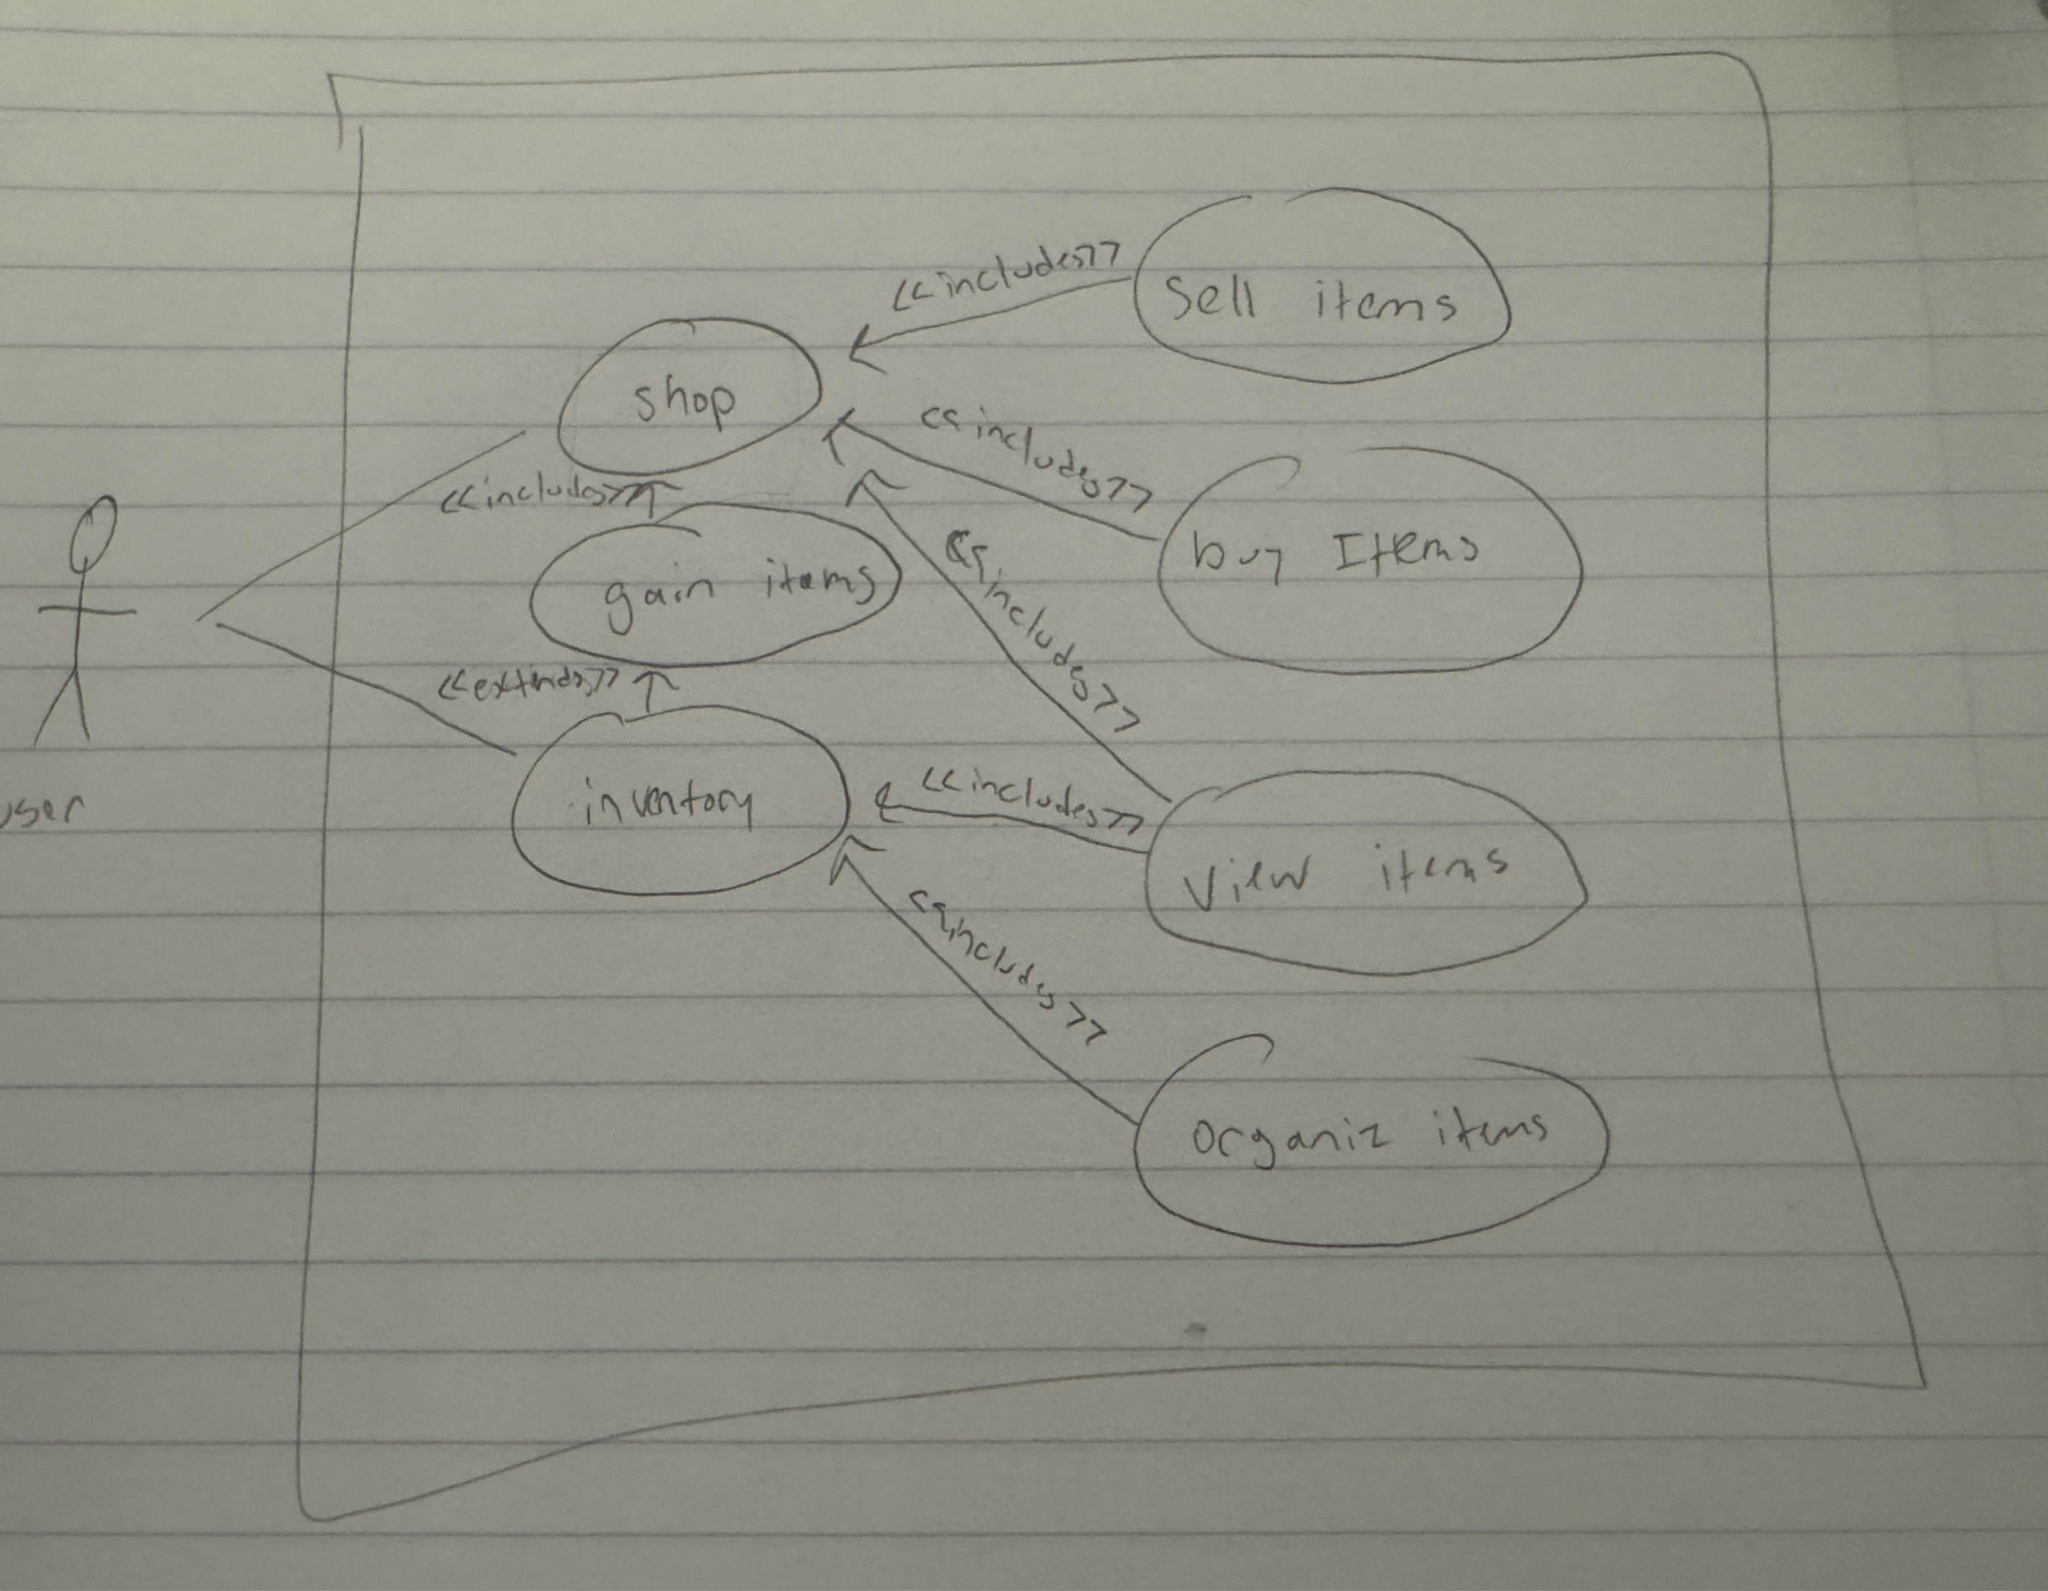 <<includes>>
sell items
shop
<<includes>>
<<includes>>
buy Items
gain items
<<includes>>
<<extends>>
user
inventory
<<includes>>
view items
<<includes>>
organiz items